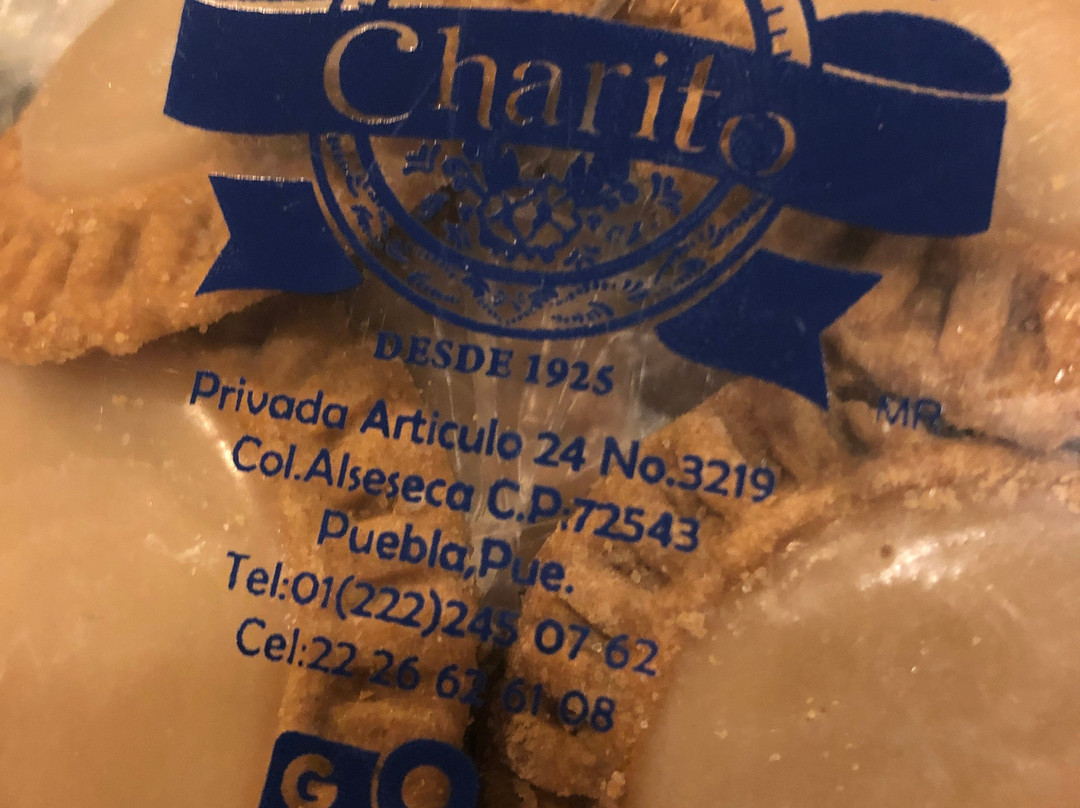 Charito
DESDE 1925
MR
Privada Articulo 24 No.3219
Col.Alseseca C.P.72543
Puebla,Pue.
Tel:01(222)245 07 62
Cel:22 26 62 61 08
GO